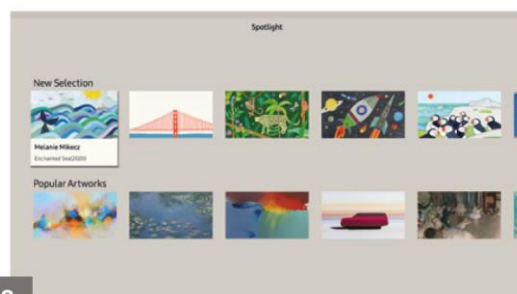 Spotlight
New Selection
Melanie Mikecz
Enchanted Sea(2020)
Popular Artworks